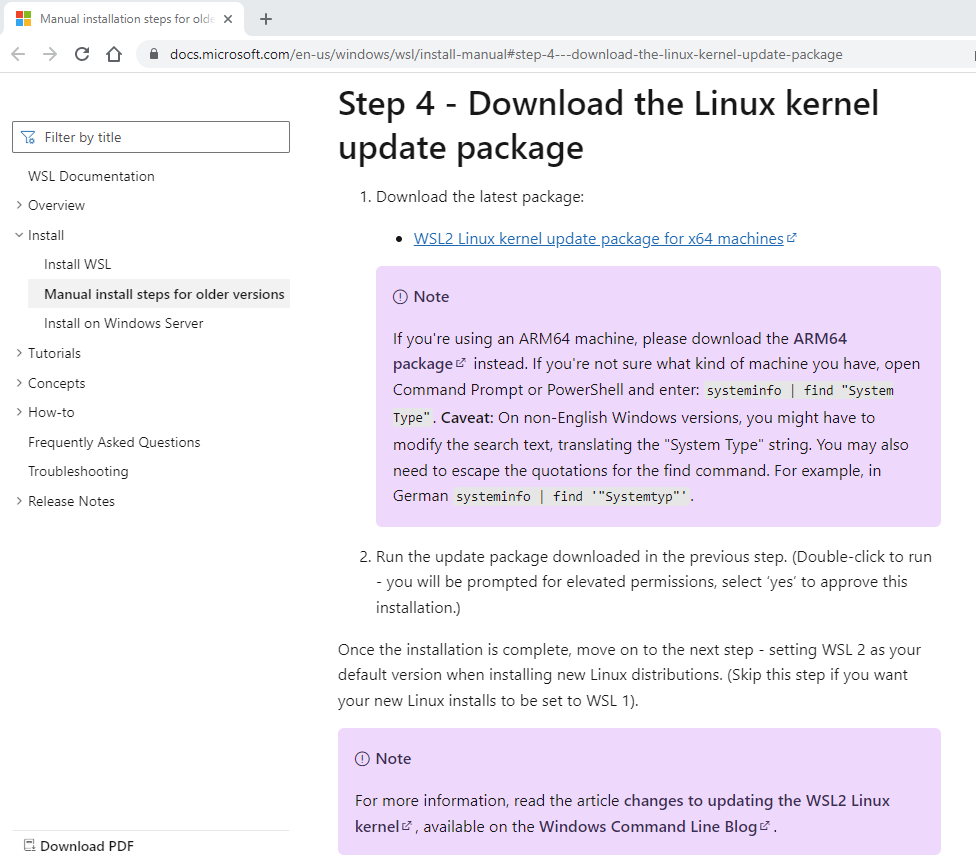 Manual installation steps for olde
docs.microsoft.com/en-us/windows/wsl/install-manual#step-4---download-the-linux-kernel-update-package
Filter by title
WSL Documentation
Overview
Install
Install WSL
Manual install steps for older versions
Install on Windows Server
Tutorials
Concepts
How-to
Frequently Asked Questions
Troubleshooting
Release Notes
Download PDF
Step 4 - Download the Linux kernel
update package
1. Download the latest package:
• WSL2 Linux kernel update package for x64 machines
Note
If you're using an ARM64 machine, please download the ARM64
package instead. If you're not sure what kind of machine you have, open
Command Prompt or PowerShell and enter: systeminfo | find "System
Type". Caveat: On non-English Windows versions, you might have to
modify the search text, translating the "System Type" string. You may also
need to escape the quotations for the find command. For example, in
German systeminfo | find '"Systemtyp"'.
2. Run the update package downloaded in the previous step. (Double-click to run
- you will be prompted for elevated permissions, select ‘yes’ to approve this
installation.)
Once the installation is complete, move on to the next step - setting WSL 2 as your
default version when installing new Linux distributions. (Skip this step if you want
your new Linux installs to be set to WSL 1).
Note
For more information, read the article changes to updating the WSL2 Linux
kernel, available on the Windows Command Line Blog.